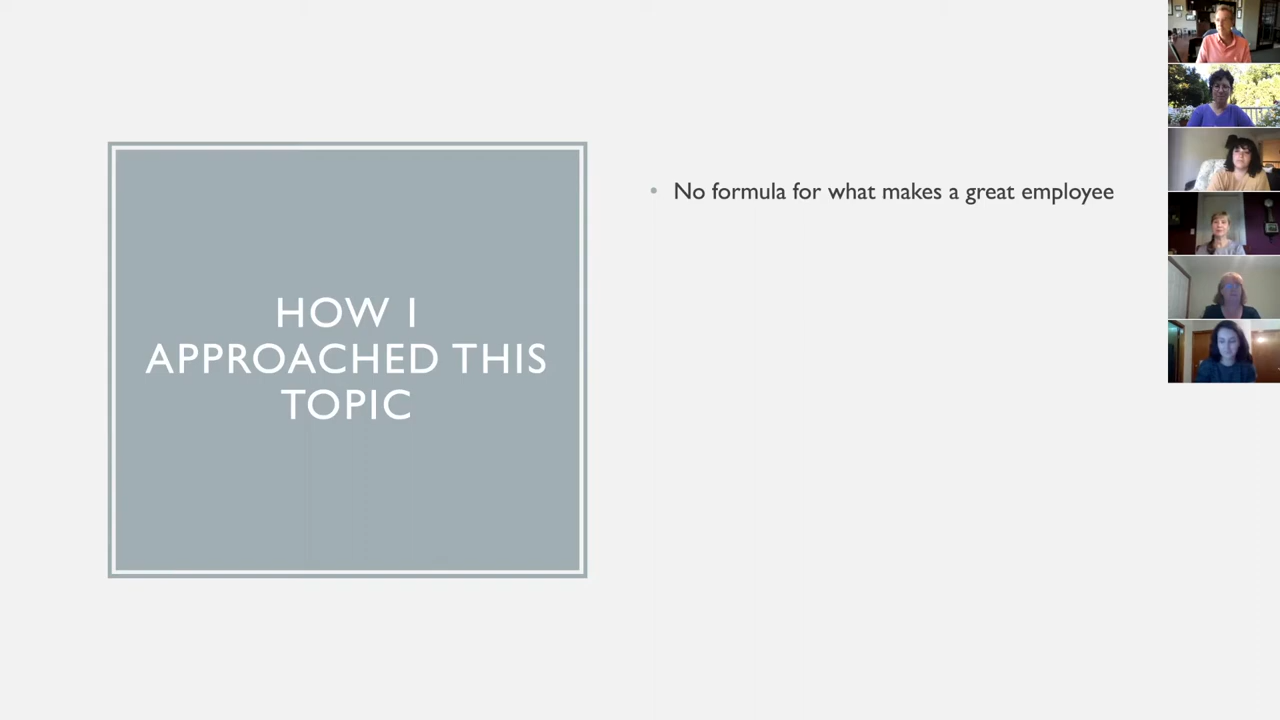 HOW I
APPROACHED THIS
TOPIC
• No formula for what makes a great employee